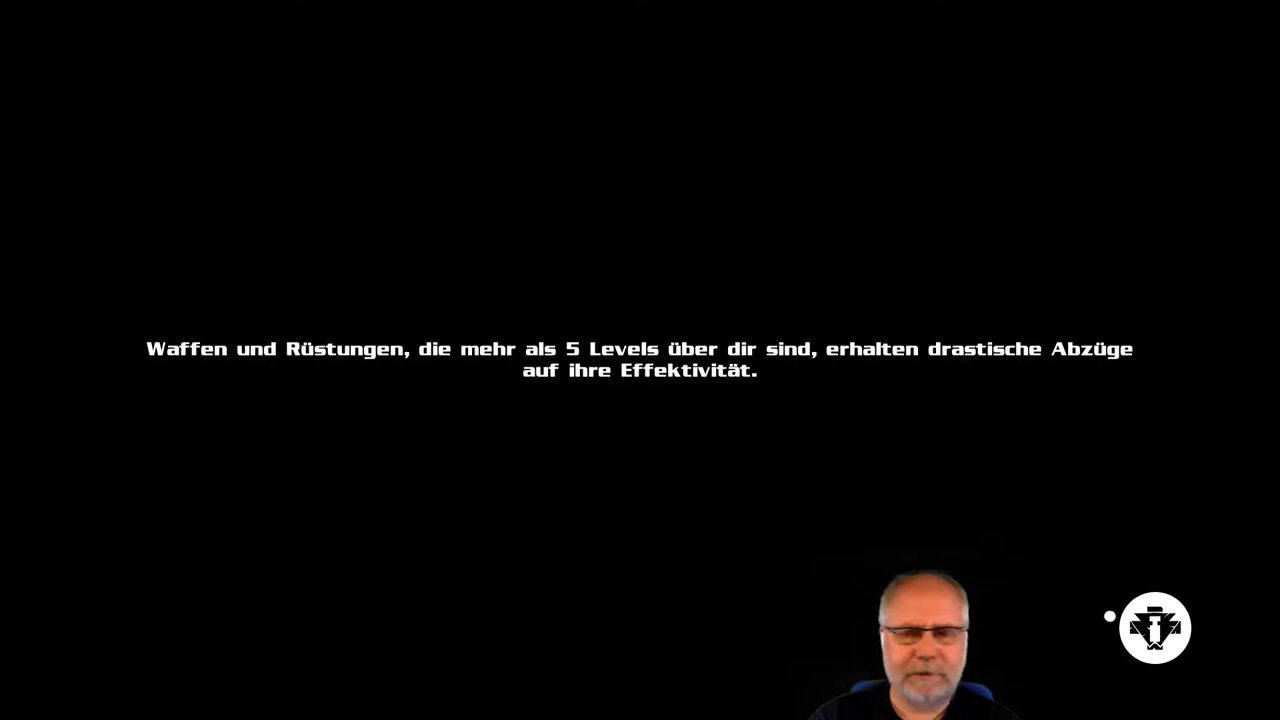 Waffen und Rüstungen, die mehr als 5 Levels über dir sind, erhalten drastische Abzüge
auf ihre Effektivität.